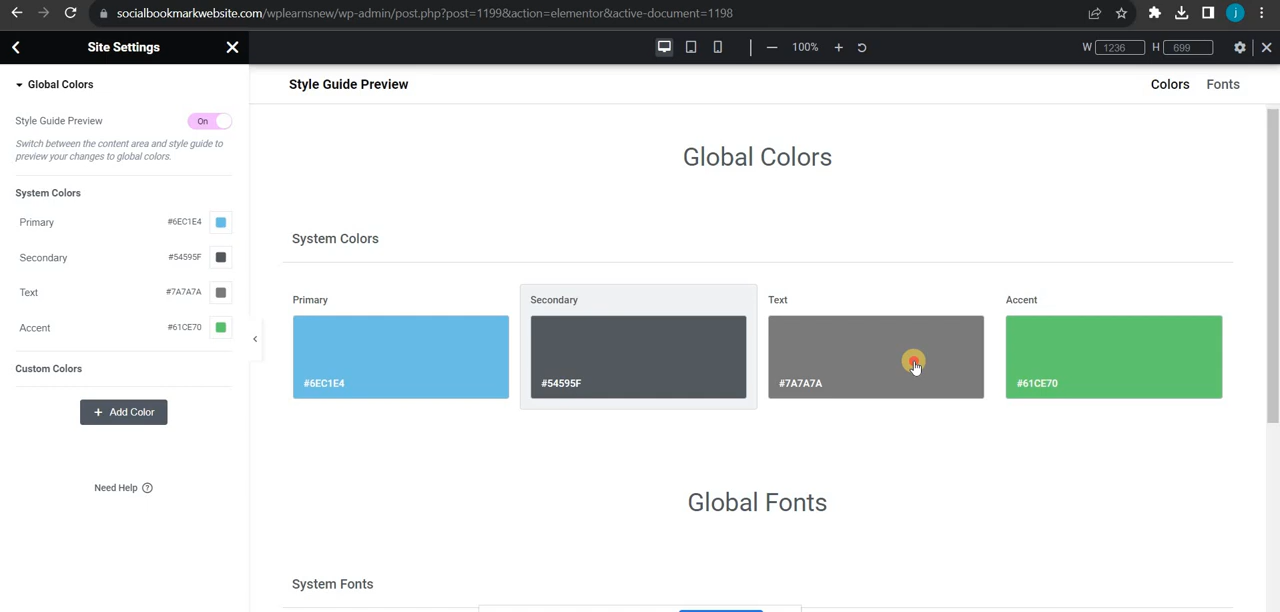 socialbookmarkwebsite.com/wplearnsnew/wp-admin/post.php?post=1199&action=elementor&active-document=1198
j
Site Settings
100%
W 1236 H 699
Global Colors
Style Guide Preview On
Switch between the content area and style guide to
preview your changes to global colors.
System Colors
Primary #6EC1E4
Secondary #54595F
Text #7A7A7A
Accent #61CE70
Custom Colors
+ Add Color
Need Help ?
Style Guide Preview
Colors Fonts
Global Colors
System Colors
Primary Secondary Text Accent
#6EC1E4 #54595F #7A7A7A #61CE70
Global Fonts
System Fonts